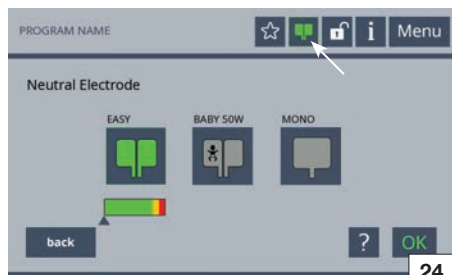 PROGRAM NAME
i
Menu
Neutral Electrode
EASY
BABY 50W
MONO
back
?
OK
24